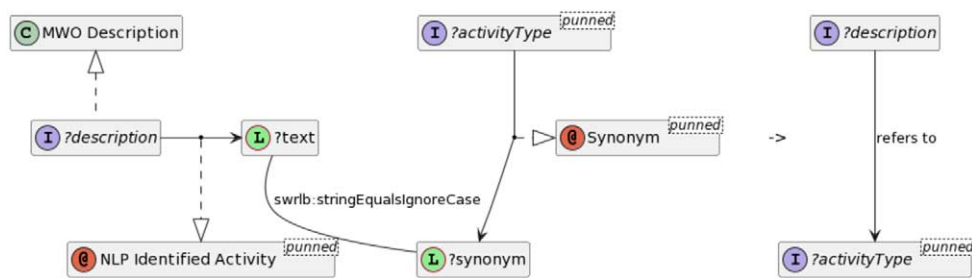 C MWO Description
I ?activityType punned
I ?description
I ?description
L ?text
@ Synonym punned
->
refers to
swrlb:stringEqualsIgnoreCase
@ NLP Identified Activity punned
L ?synonym
I ?activityType punned